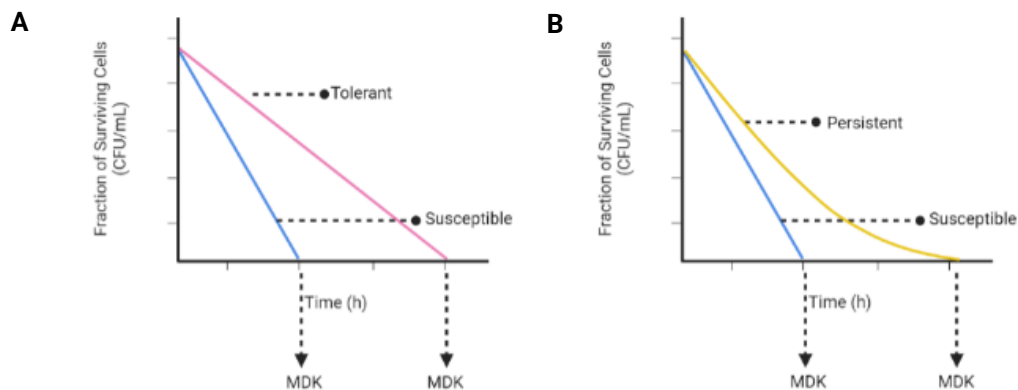 A
Fraction of Surviving Cells
(CFU/mL)
Tolerant
Susceptible
Time (h)
MDK
MDK
B
Fraction of Surviving Cells
(CFU/mL)
Persistent
Susceptible
Time (h)
MDK
MDK